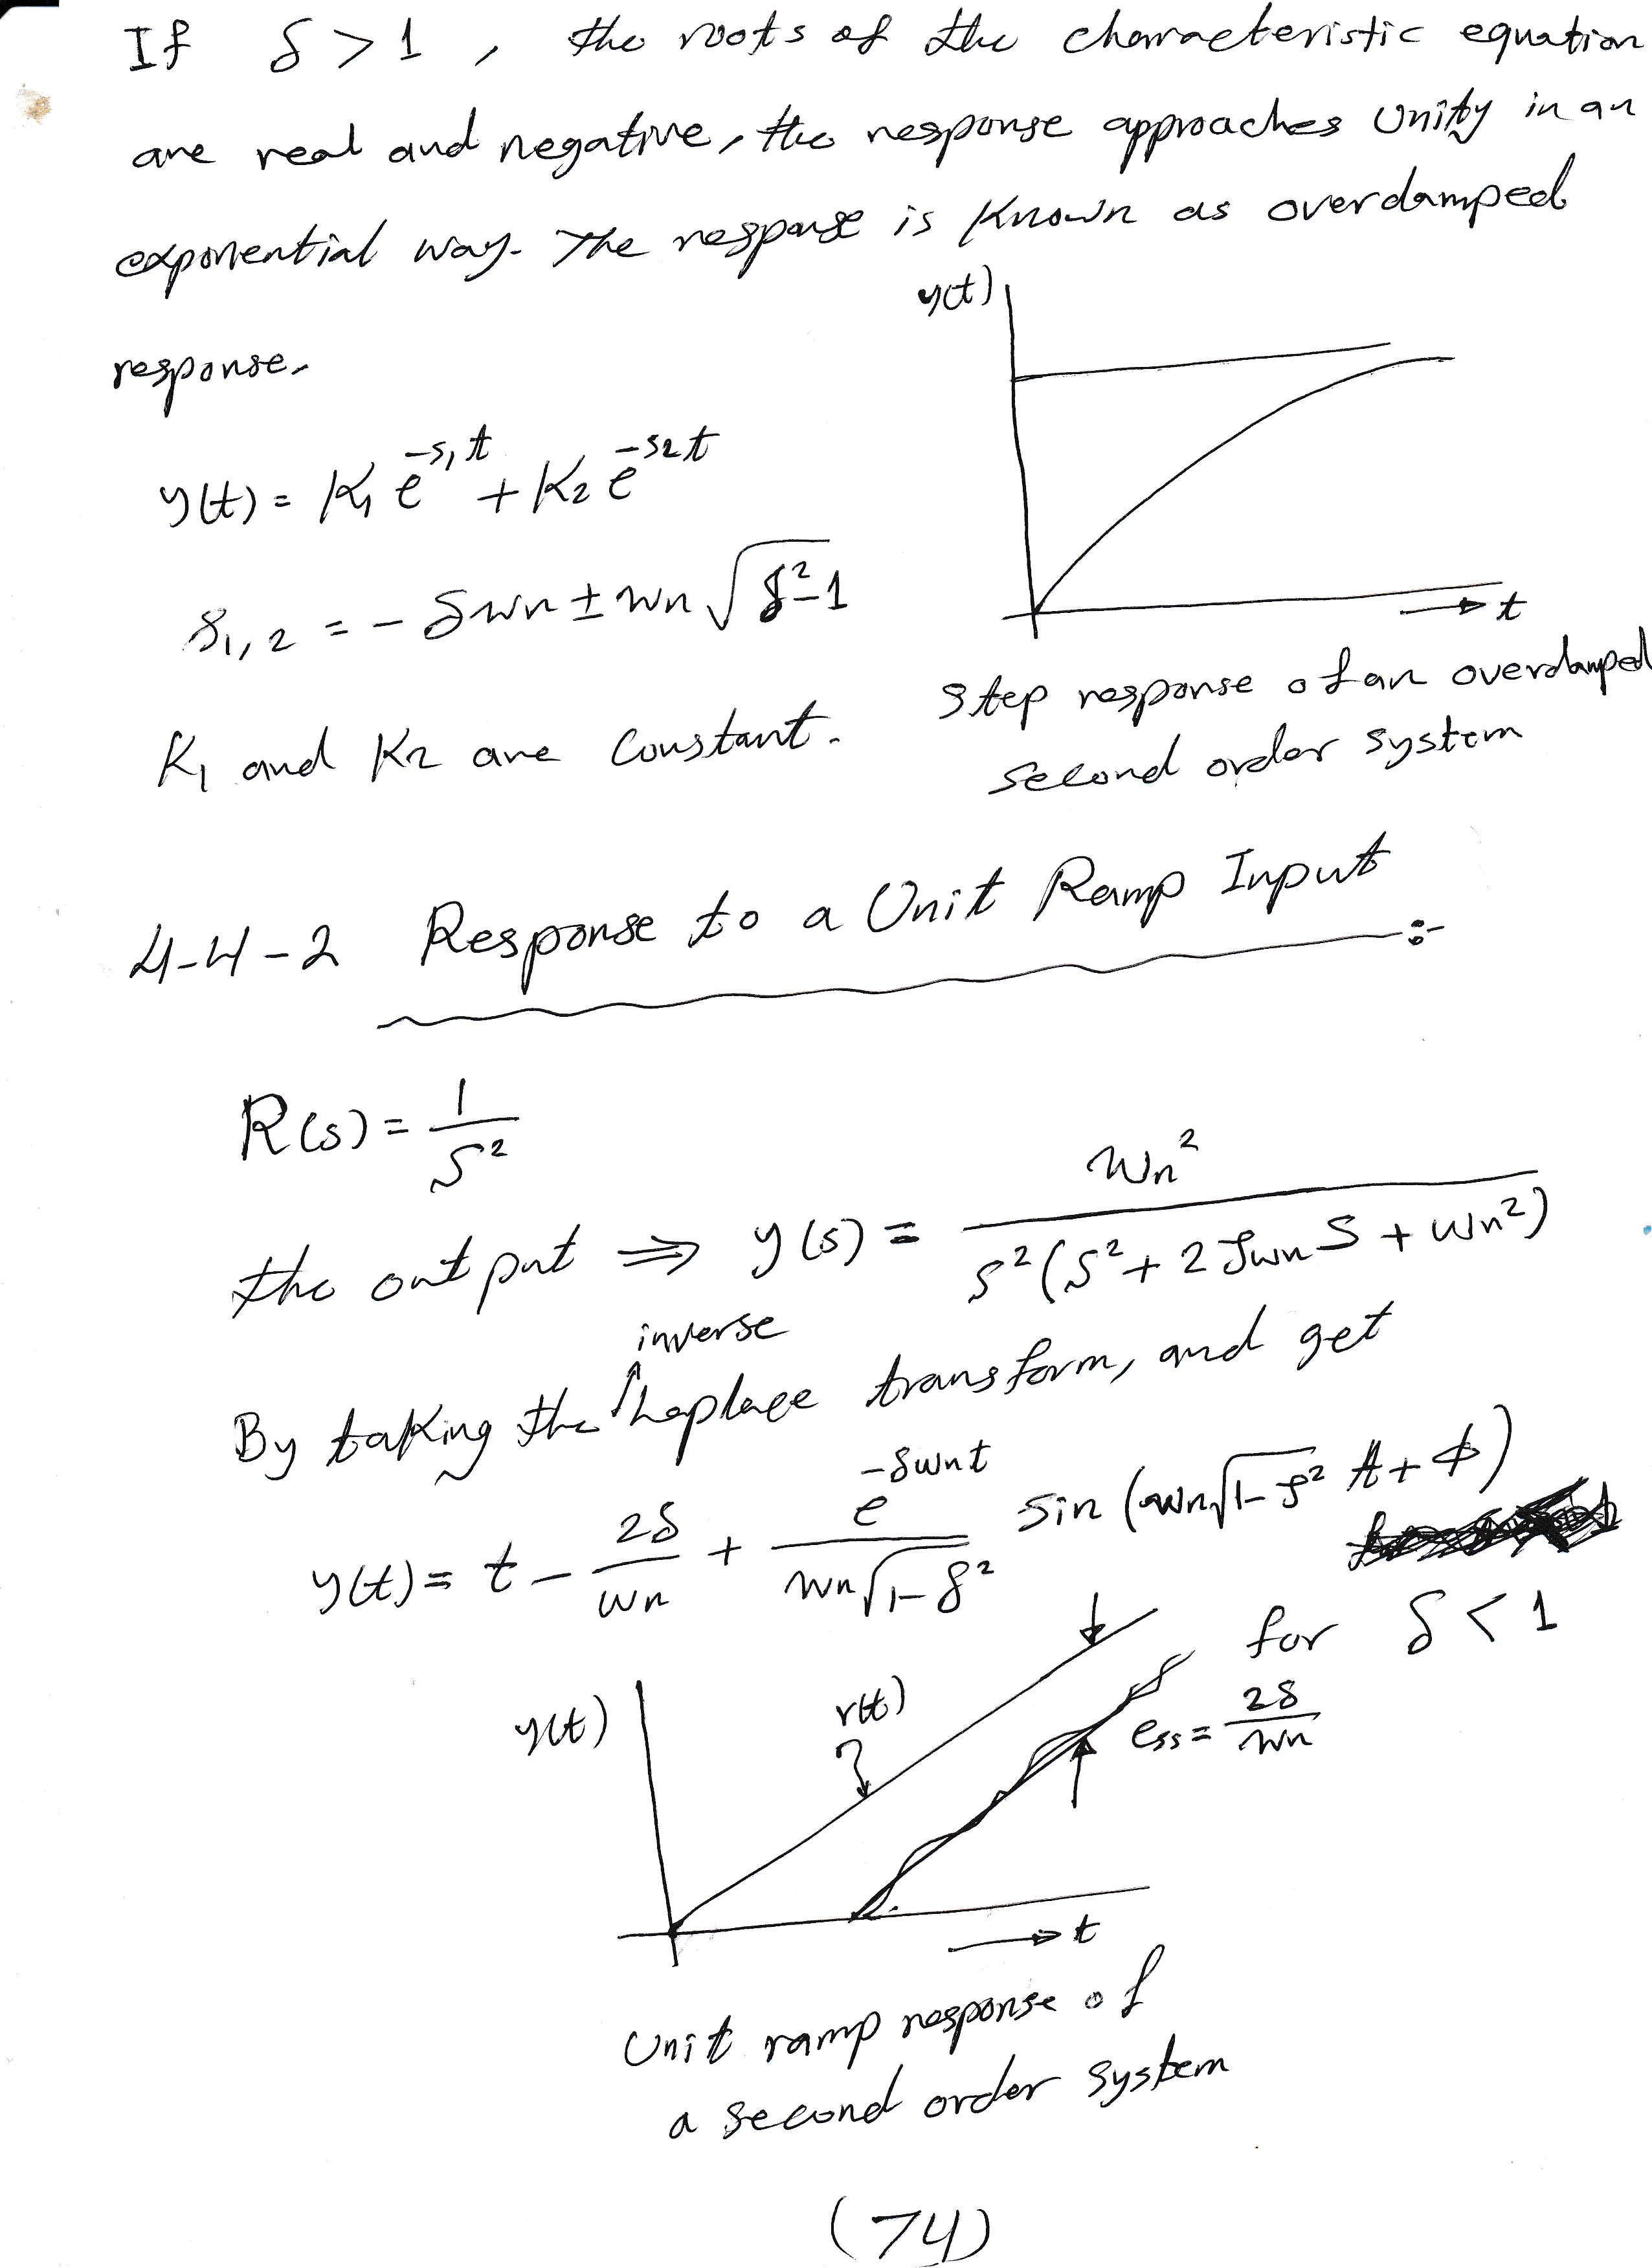 If δ > 1 , the roots of the characteristic equation
are real and negative, the response approaches Unity in an
exponential way. The response is Known as overdamped
response.
y(t)
y(t) = K1 e^-s1t + K2 e^-s2t
s1,2 = - δwn ± wn √δ²-1
t
K1 and K2 are Constant.
Step response of an overdamped
second order system
4-4-2 Response to a Unit Ramp Input :-
R(s) = 1/S²
the output ⇒ y(s) = wn² / S²(S² + 2ζwn S + wn²)
inverse
By taking the Laplace transform, and get
y(t) = t - 2δ/wn + e^-δwnt / wn√1-δ² sin (wn√1-ζ² t + ϕ)
for δ < 1
y(t)
r(t)
ess = 2δ/wn
t
Unit ramp response of
a second order system
(74)